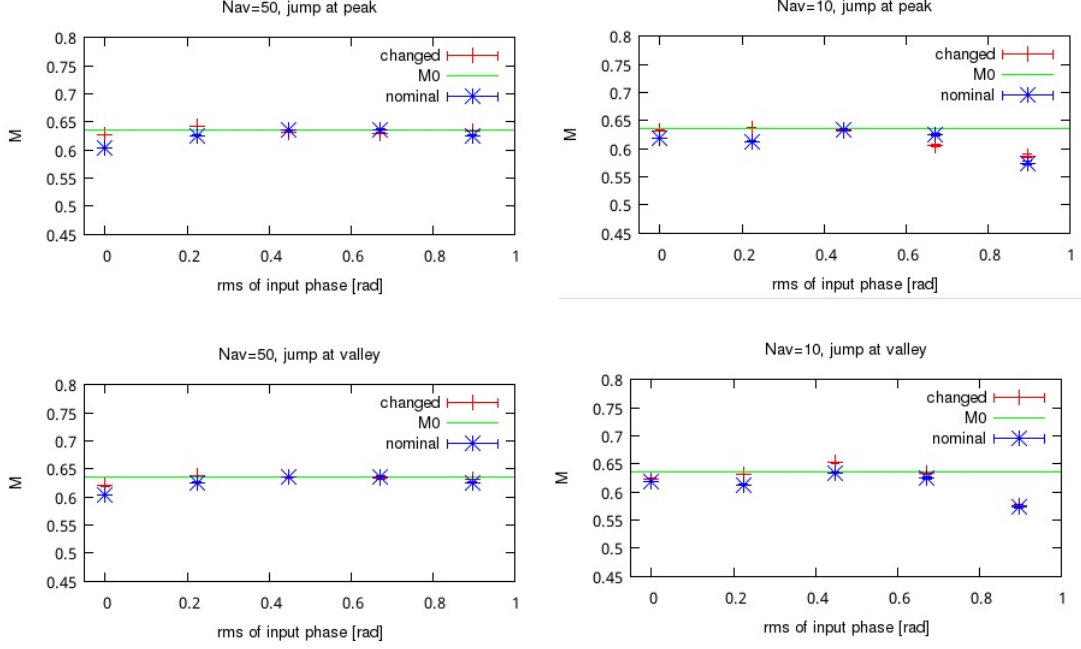 Nav=50, jump at peak
0.8
0.75
0.7
0.65
0.6
0.55
0.5
0.45
M
changed
M0
nominal
0 0.2 0.4 0.6 0.8 1
rms of input phase [rad]
Nav=10, jump at peak
0.8
0.75
0.7
0.65
0.6
0.55
0.5
0.45
M
changed
M0
nominal
0 0.2 0.4 0.6 0.8 1
rms of input phase [rad]
Nav=50, jump at valley
0.8
0.75
0.7
0.65
0.6
0.55
0.5
0.45
M
changed
M0
nominal
0 0.2 0.4 0.6 0.8 1
rms of input phase [rad]
Nav=10, jump at valley
0.8
0.75
0.7
0.65
0.6
0.55
0.5
0.45
M
changed
M0
nominal
0 0.2 0.4 0.6 0.8 1
rms of input phase [rad]